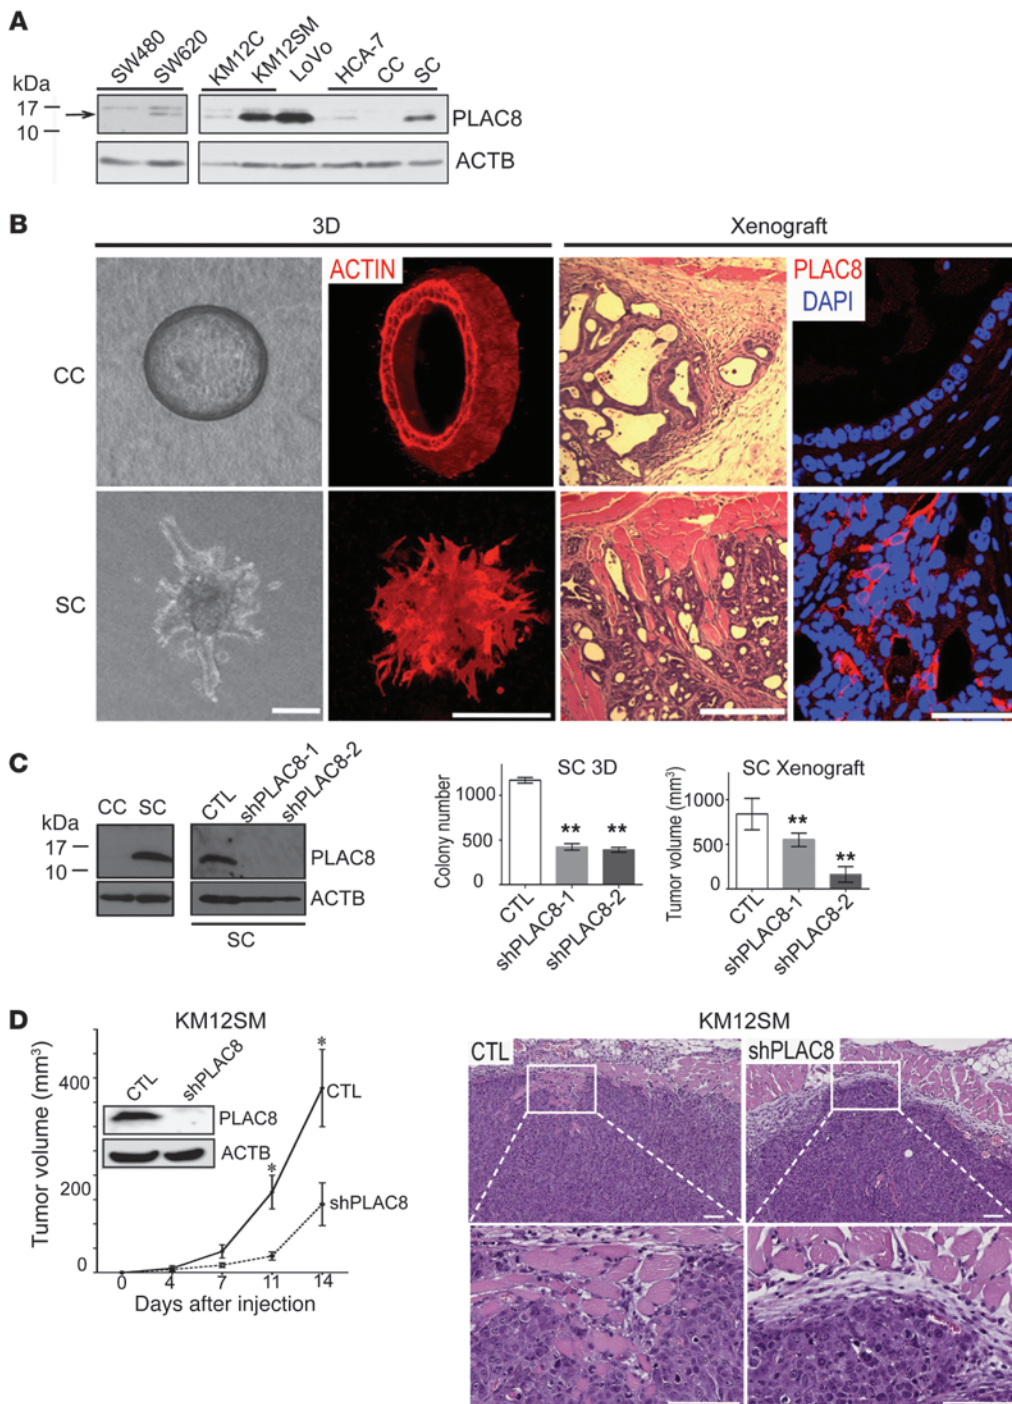 A
SW480 SW620 KM12C KM12SM LoVo HCA-7 CC SC
kDa
17
10
PLAC8
ACTB
B
3D Xenograft
ACTIN
PLAC8
DAPI
CC
SC
C
CC SC CTL shPLAC8-1 shPLAC8-2
kDa
17
10
PLAC8
ACTB
SC
SC 3D
Colony number
1000
500
0
** **
CTL shPLAC8-1 shPLAC8-2
SC Xenograft
Tumor volume (mm³)
1000
500
0
** **
CTL shPLAC8-1 shPLAC8-2
D
KM12SM
Tumor volume (mm³)
400
200
0
CTL shPLAC8
PLAC8
ACTB
*
*
CTL
shPLAC8
0 4 7 11 14
Days after injection
KM12SM
CTL shPLAC8